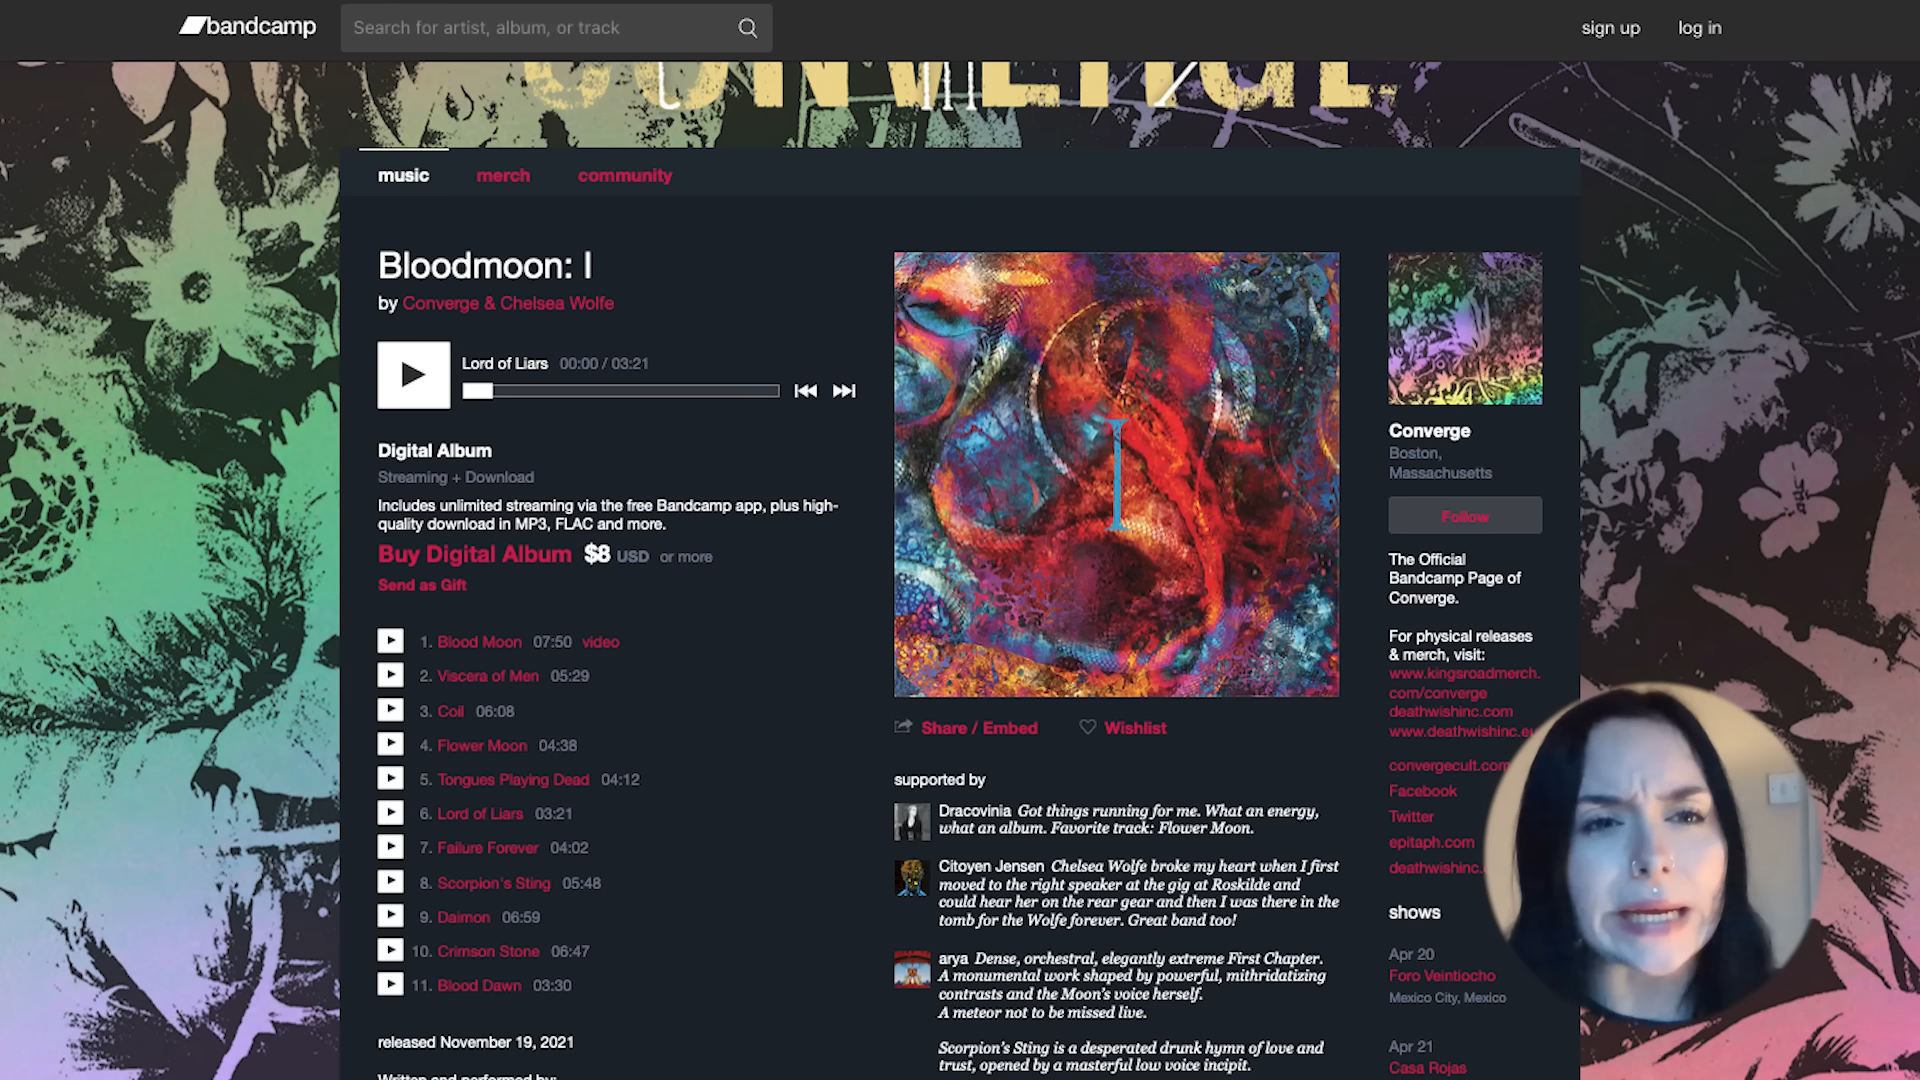 bandcamp
Search for artist, album, or track
sign up
log in
CONVERGE
music
merch
community
Bloodmoon: I
by Converge & Chelsea Wolfe
Lord of Liars 00:00 / 03:21
Digital Album
Streaming + Download
Includes unlimited streaming via the free Bandcamp app, plus high-
quality download in MP3, FLAC and more.
Buy Digital Album $8 USD or more
Send as Gift
1. Blood Moon 07:50 video
2. Viscera of Men 05:29
3. Coil 06:08
4. Flower Moon 04:38
5. Tongues Playing Dead 04:12
6. Lord of Liars 03:21
7. Failure Forever 04:02
8. Scorpion's Sting 05:48
9. Daimon 06:59
10. Crimson Stone 06:47
11. Blood Dawn 03:30
released November 19, 2021
Written and performed by:
Share / Embed
Wishlist
supported by
Dracovinia Got things running for me. What an energy,
what an album. Favorite track: Flower Moon.
Citoyen Jensen Chelsea Wolfe broke my heart when I first
moved to the right speaker at the gig at Roskilde and
could hear her on the rear gear and then I was there in the
tomb for the Wolfe forever. Great band too!
arya Dense, orchestral, elegantly extreme First Chapter.
A monumental work shaped by powerful, mithridatizing
contrasts and the Moon's voice herself.
A meteor not to be missed live.
Scorpion's Sting is a desperated drunk hymn of love and
trust, opened by a masterful low voice incipit.
Converge
Boston,
Massachusetts
Follow
The Official
Bandcamp Page of
Converge.
For physical releases
& merch, visit:
www.kingsroadmerch.
com/converge
deathwishinc.com
www.deathwishinc.eu
convergecult.com
Facebook
Twitter
epitaph.com
deathwishinc.
shows
Apr 20
Foro Veintiocho
Mexico City, Mexico
Apr 21
Casa Rojas